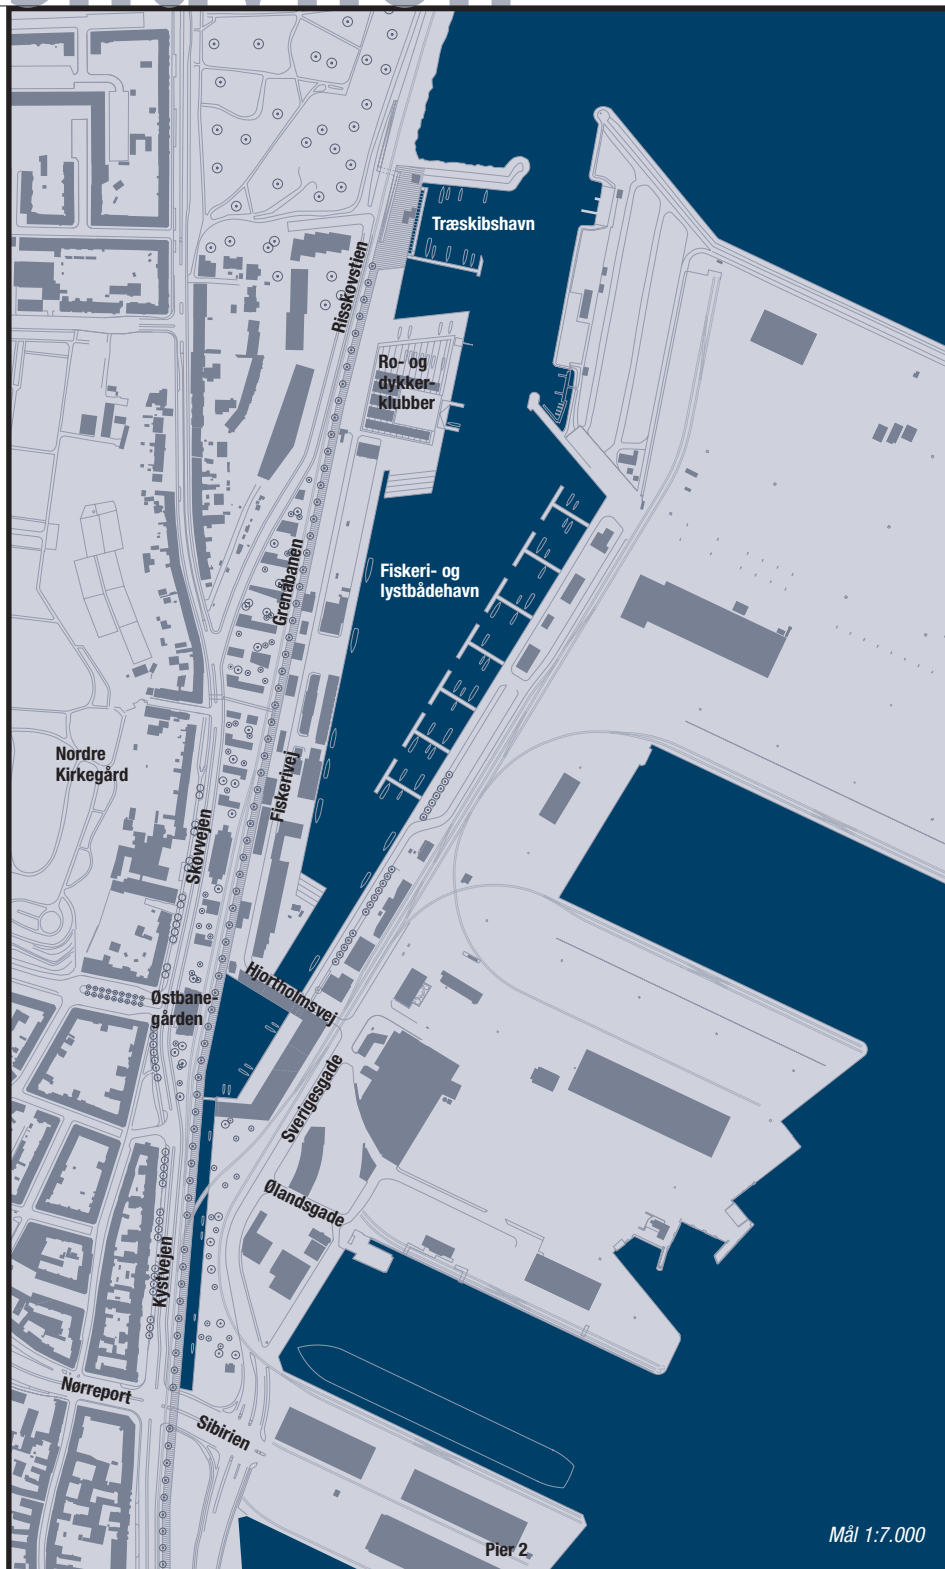 Træskibshavn
Risskovstien
Ro- og
dykker-
klubber
Grenåbanen
Fiskeri- og
lystbådehavn
Nordre
Kirkegård
Fiskerivej
Skovvejen
Hjortholmsvej
Østbane-
gården
Sverigesgade
Ølandsgade
Kystvejen
Nørreport
Sibirien
Pier 2
Mål 1:7.000